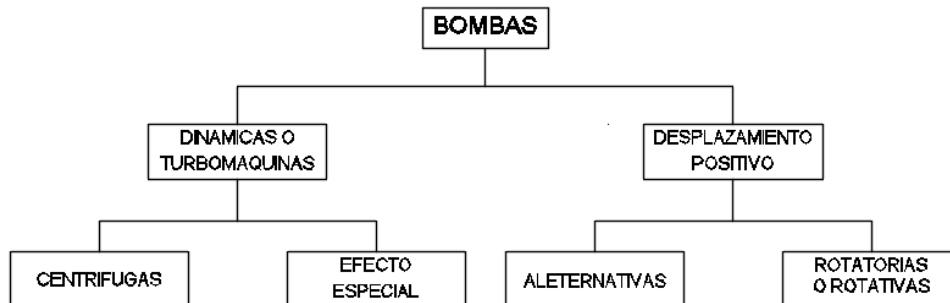 BOMBAS
DINAMICAS O
TURBOMAQUINAS
DESPLAZAMIENTO
POSITIVO
CENTRIFUGAS
EFECTO
ESPECIAL
ALETERNATIVAS
ROTATORIAS
O ROTATIVAS